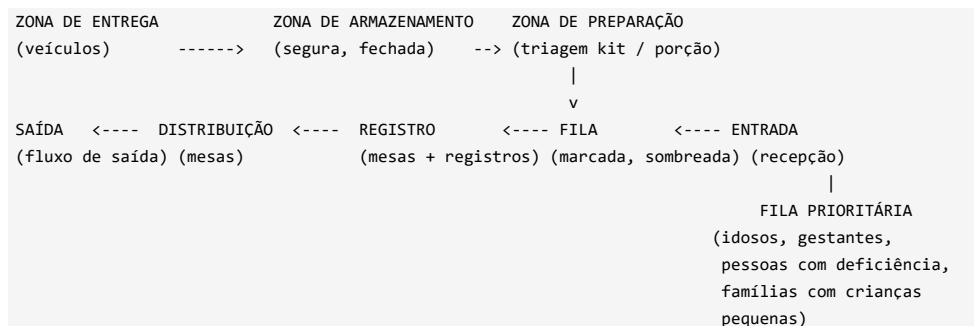 ZONA DE ENTREGA ZONA DE ARMAZENAMENTO ZONA DE PREPARAÇÃO
(veículos) ------> (segura, fechada) --> (triagem kit / porção)
|
v
SAÍDA <---- DISTRIBUIÇÃO <---- REGISTRO <---- FILA <---- ENTRADA
(fluxo de saída) (mesas) (mesas + registros) (marcada, sombreada) (recepção)
|
FILA PRIORITÁRIA
(idosos, gestantes,
pessoas com deficiência,
famílias com crianças
pequenas)